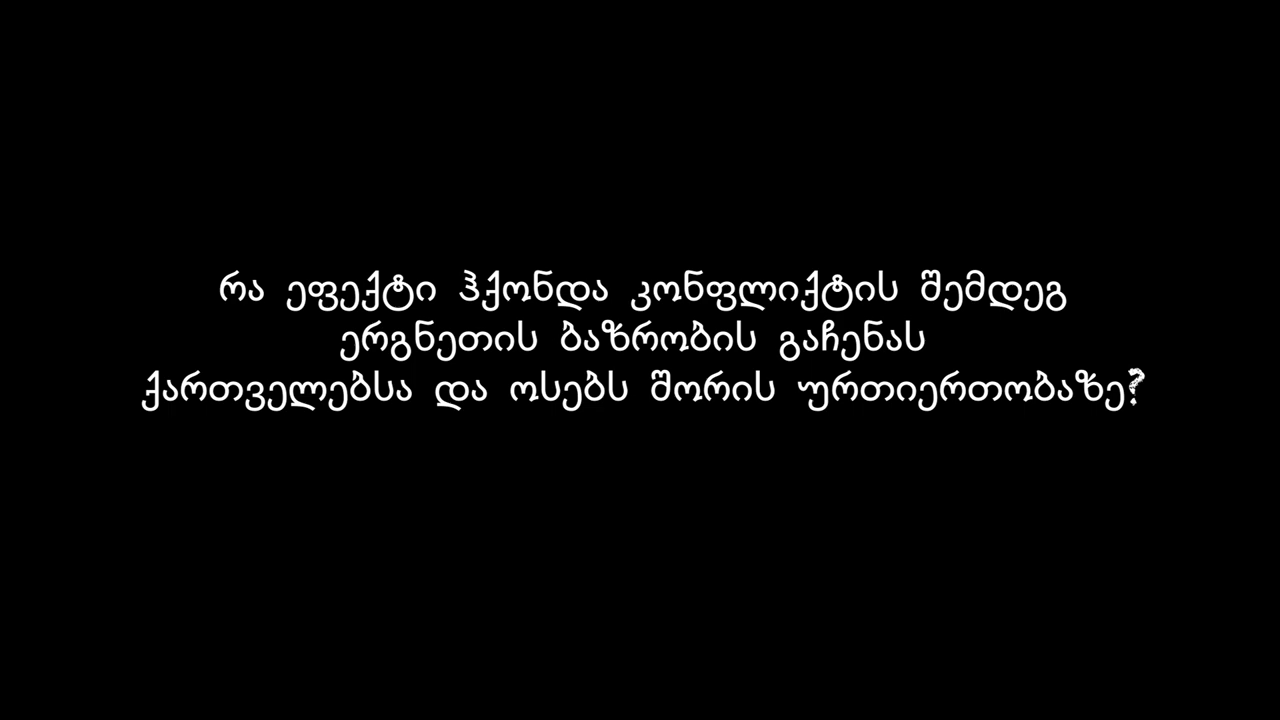 რა ეფექტი ჰქონდა კონფლიქტის შემდეგ
ერგნეთის ბაზრობის გაჩენას
ქართველებსა და ოსებს შორის ურთიერთობაზე?